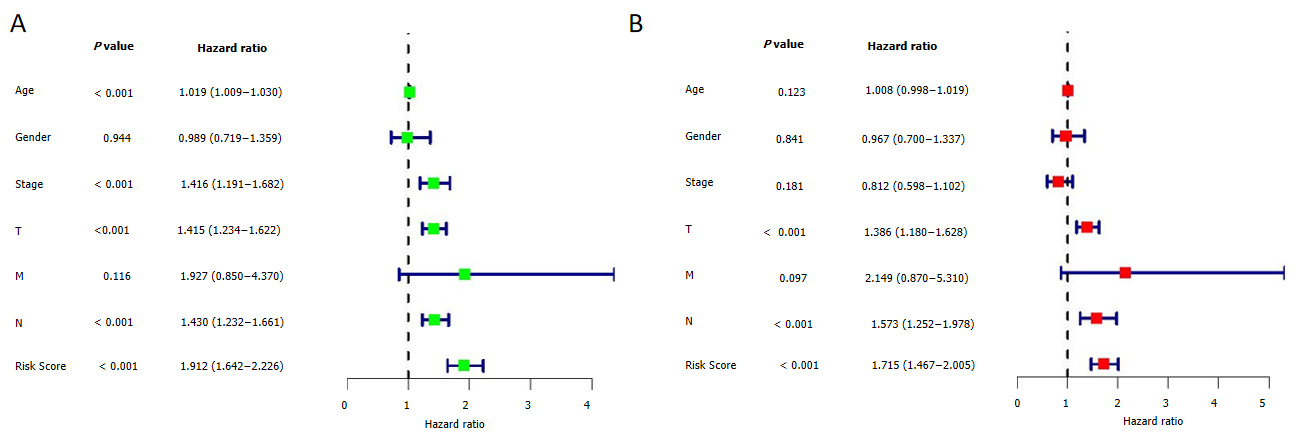 A
P value Hazard ratio
Age < 0.001 1.019 (1.009−1.030)
Gender 0.944 0.989 (0.719−1.359)
Stage < 0.001 1.416 (1.191−1.682)
T <0.001 1.415 (1.234−1.622)
M 0.116 1.927 (0.850−4.370)
N < 0.001 1.430 (1.232−1.661)
Risk Score < 0.001 1.912 (1.642−2.226)
0 1 2 3 4
Hazard ratio
B
P value Hazard ratio
Age 0.123 1.008 (0.998−1.019)
Gender 0.841 0.967 (0.700−1.337)
Stage 0.181 0.812 (0.598−1.102)
T < 0.001 1.386 (1.180−1.628)
M 0.097 2.149 (0.870−5.310)
N < 0.001 1.573 (1.252−1.978)
Risk Score < 0.001 1.715 (1.467−2.005)
0 1 2 3 4 5
Hazard ratio